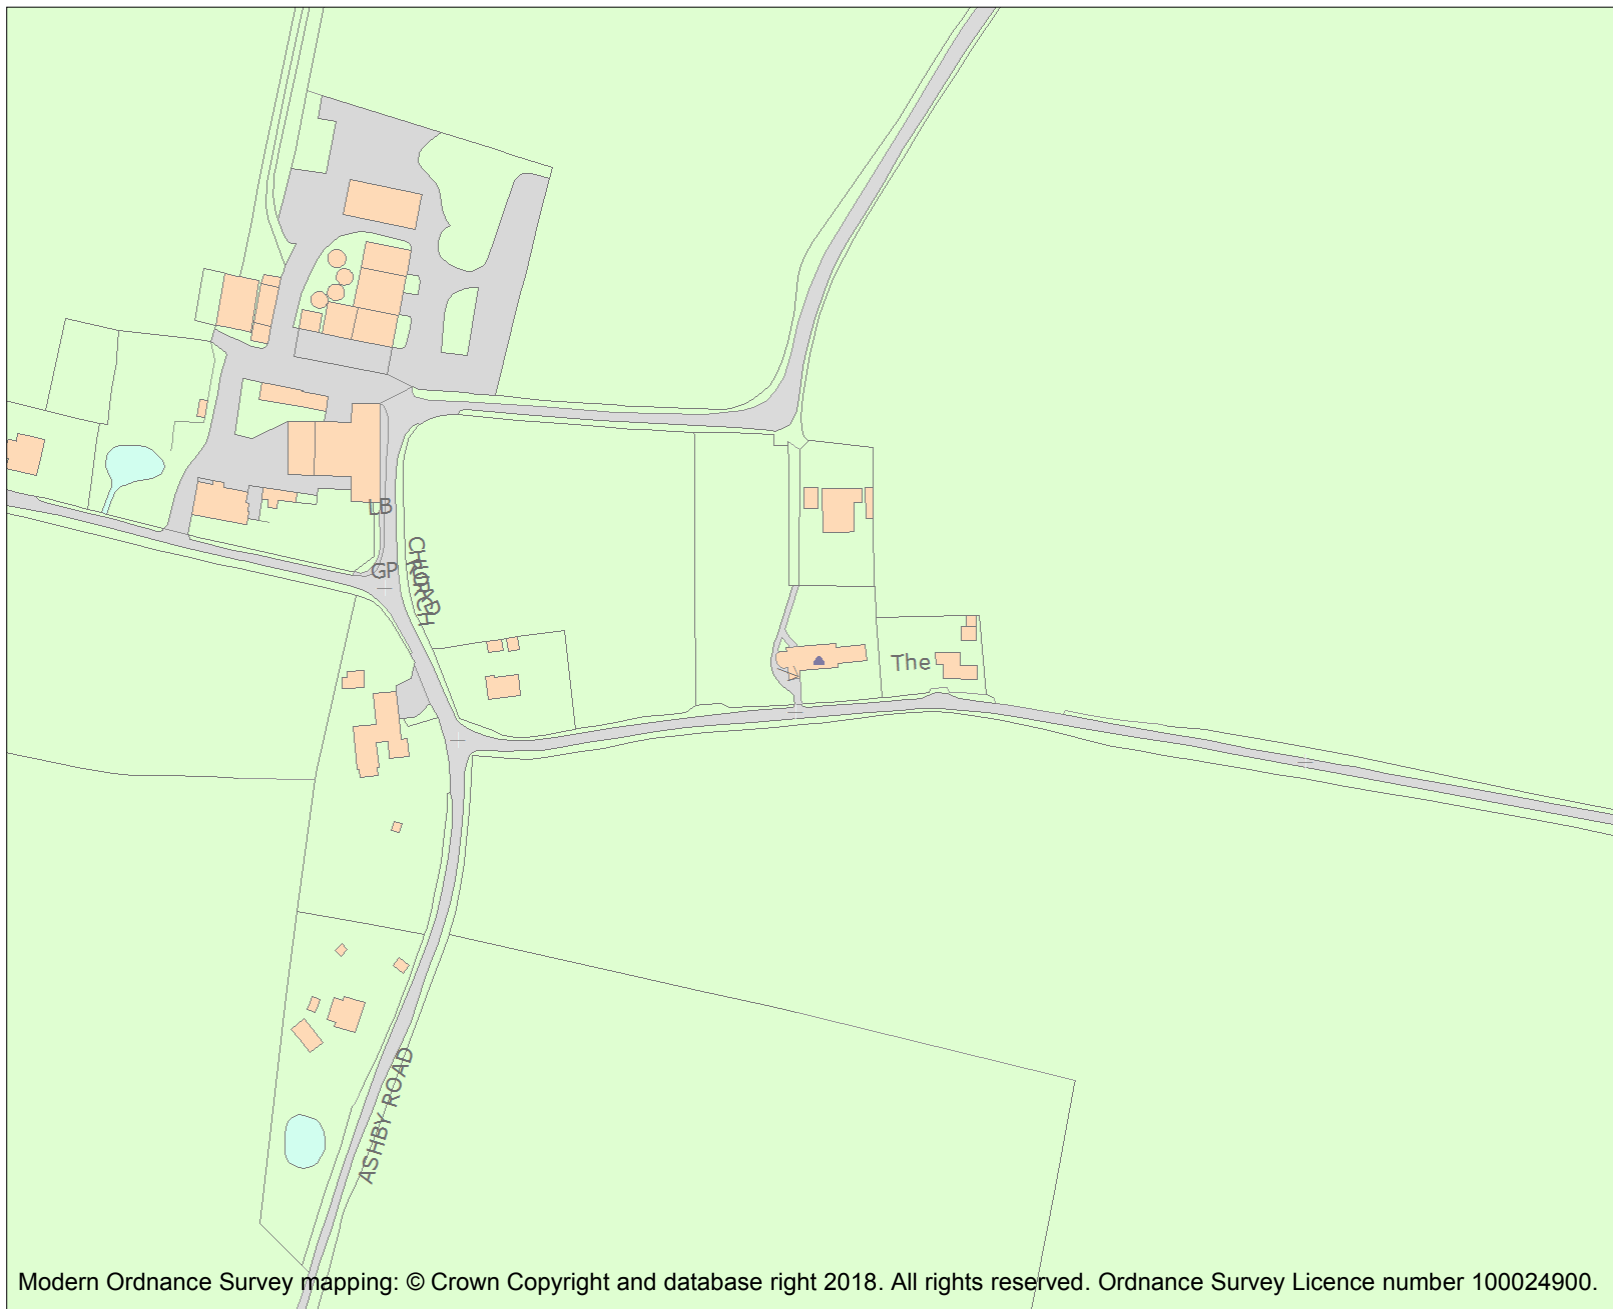 LB
GP
CHURCH
ROAD
The
ASHBY ROAD
Modern Ordnance Survey mapping: © Crown Copyright and database right 2018. All rights reserved. Ordnance Survey Licence number 100024900.